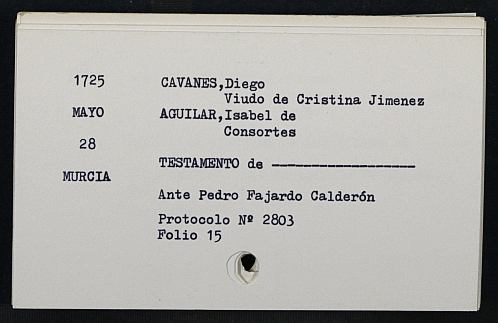 1725 CAVANES,Diego
Viudo de Cristina Jimenez
MAYO AGUILAR,Isabel de
Consortes
28
TESTAMENTO de ------------------
MURCIA
Ante Pedro Fajardo Calderón
Protocolo Nº 2803
Folio 15